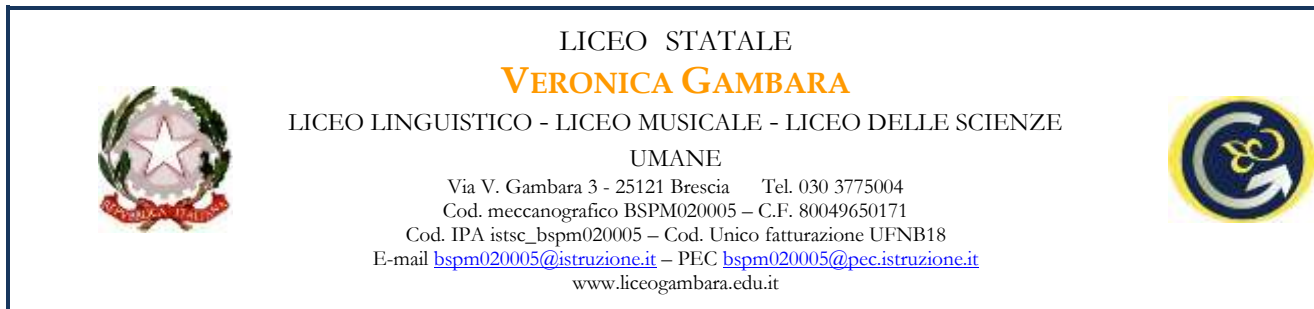 LICEO STATALE
VERONICA GAMBARA
LICEO LINGUISTICO - LICEO MUSICALE - LICEO DELLE SCIENZE
UMANE
Via V. Gambara 3 - 25121 Brescia Tel. 030 3775004
Cod. meccanografico BSPM020005 – C.F. 80049650171
Cod. IPA istsc_bspm020005 – Cod. Unico fatturazione UFNB18
E-mail bspm020005@istruzione.it – PEC bspm020005@pec.istruzione.it
www.liceogambara.edu.it
REPVBBLICA ITALIANA